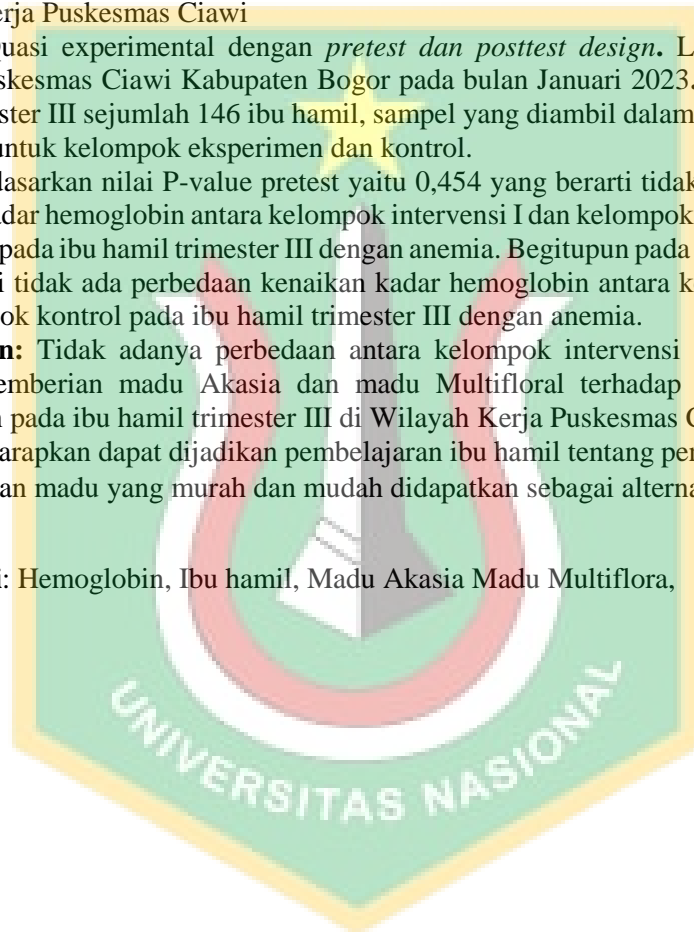 erja Puskesmas Ciawi
uasi experimental dengan pretest dan posttest design. L
skesmas Ciawi Kabupaten Bogor pada bulan Januari 2023.
ster III sejumlah 146 ibu hamil, sampel yang diambil dalam
untuk kelompok eksperimen dan kontrol.
dasarkan nilai P-value pretest yaitu 0,454 yang berarti tidak
adar hemoglobin antara kelompok intervensi I dan kelompok
pada ibu hamil trimester III dengan anemia. Begitupun pada
i tidak ada perbedaan kenaikan kadar hemoglobin antara k
ok kontrol pada ibu hamil trimester III dengan anemia.
n: Tidak adanya perbedaan antara kelompok intervensi
emberian madu Akasia dan madu Multifloral terhadap
pada ibu hamil trimester III di Wilayah Kerja Puskesmas C
arapkan dapat dijadikan pembelajaran ibu hamil tentang per
an madu yang murah dan mudah didapatkan sebagai alterna
i: Hemoglobin, Ibu hamil, Madu Akasia Madu Multiflora,
UNIVERSITAS NASIONAL